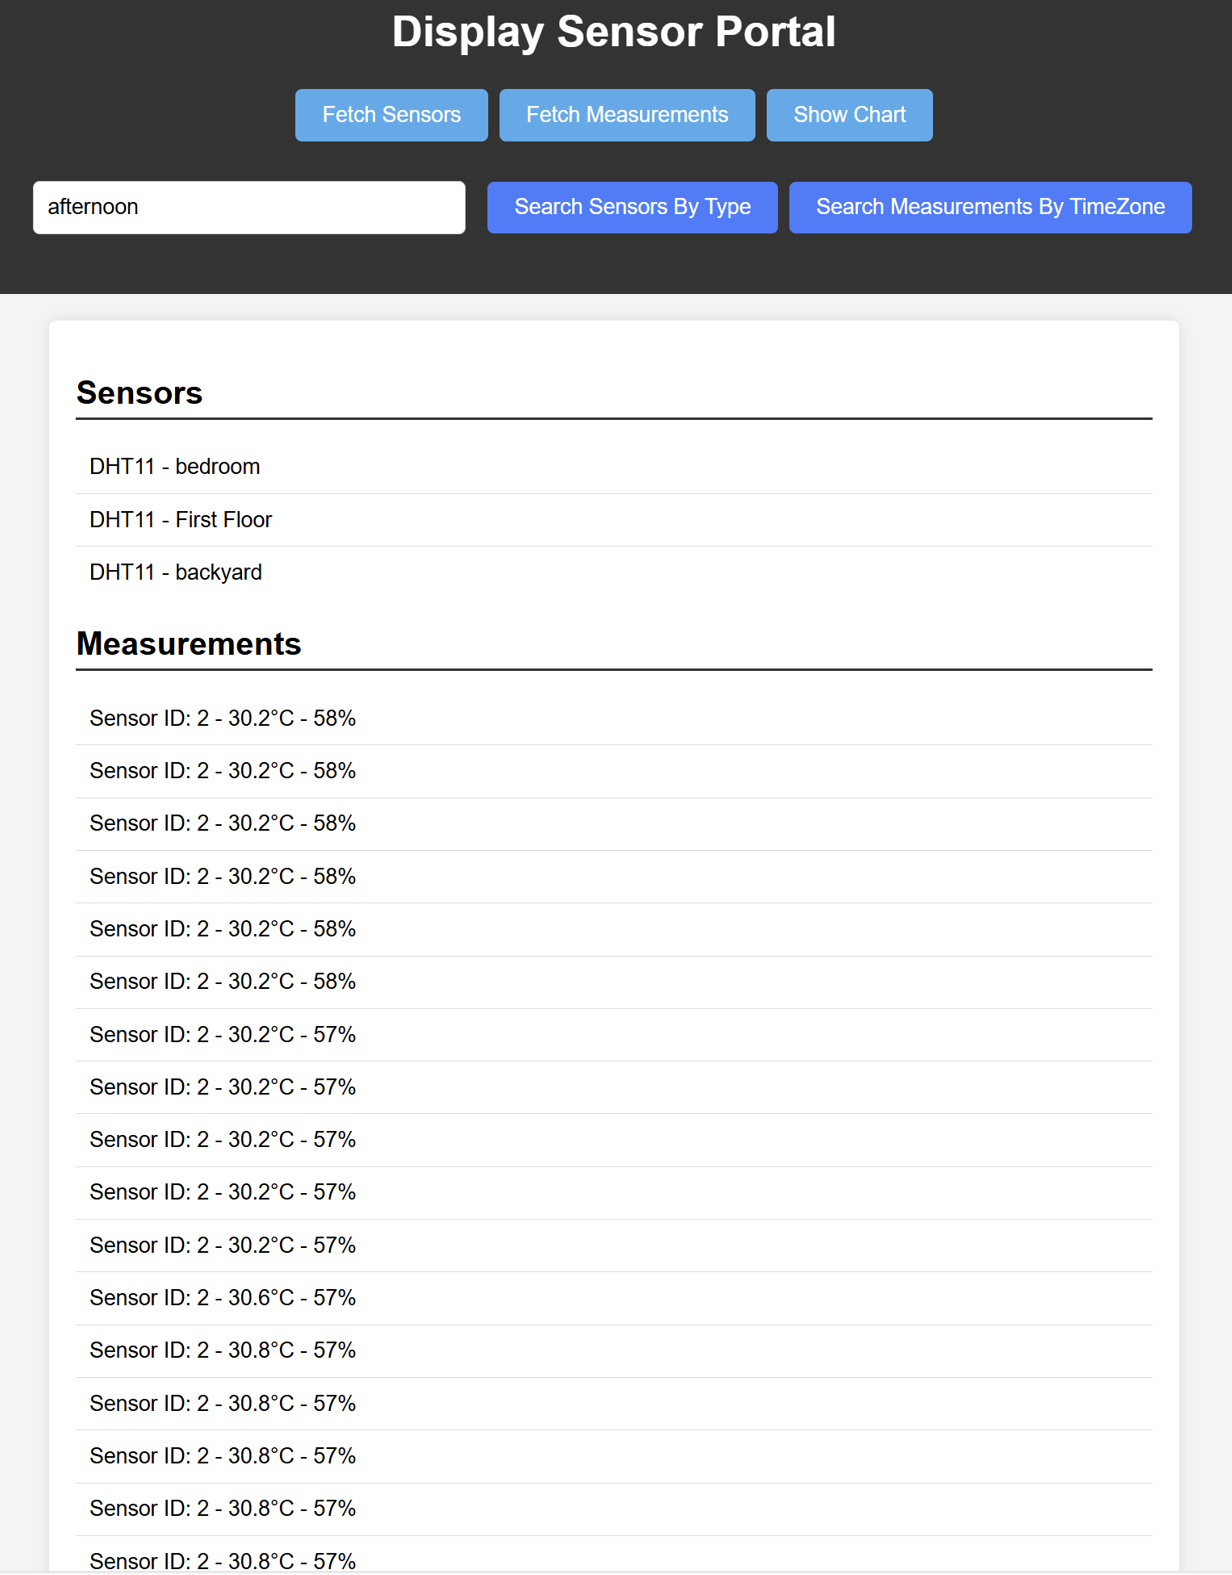 Display Sensor Portal
Fetch Sensors Fetch Measurements Show Chart
afternoon Search Sensors By Type Search Measurements By TimeZone
Sensors
DHT11 - bedroom
DHT11 - First Floor
DHT11 - backyard
Measurements
Sensor ID: 2 - 30.2°C - 58%
Sensor ID: 2 - 30.2°C - 58%
Sensor ID: 2 - 30.2°C - 58%
Sensor ID: 2 - 30.2°C - 58%
Sensor ID: 2 - 30.2°C - 58%
Sensor ID: 2 - 30.2°C - 58%
Sensor ID: 2 - 30.2°C - 57%
Sensor ID: 2 - 30.2°C - 57%
Sensor ID: 2 - 30.2°C - 57%
Sensor ID: 2 - 30.2°C - 57%
Sensor ID: 2 - 30.2°C - 57%
Sensor ID: 2 - 30.6°C - 57%
Sensor ID: 2 - 30.8°C - 57%
Sensor ID: 2 - 30.8°C - 57%
Sensor ID: 2 - 30.8°C - 57%
Sensor ID: 2 - 30.8°C - 57%
Sensor ID: 2 - 30.8°C - 57%